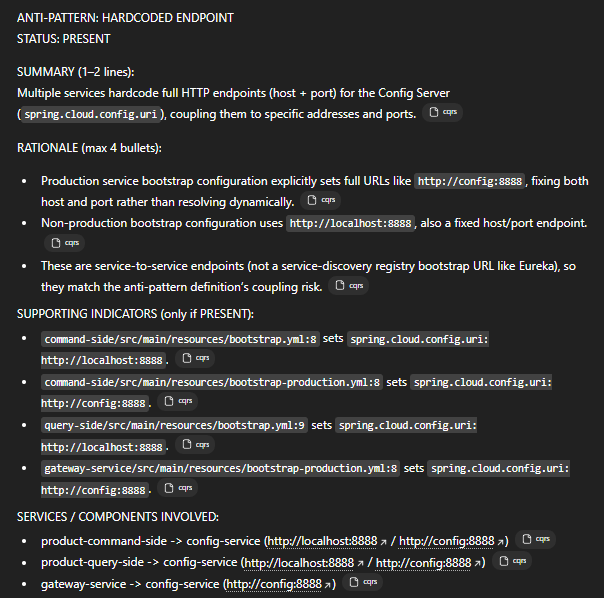 ANTI-PATTERN: HARDCODED ENDPOINT
STATUS: PRESENT
SUMMARY (1–2 lines):
Multiple services hardcode full HTTP endpoints (host + port) for the Config Server
(spring.cloud.config.uri), coupling them to specific addresses and ports. cqrs
RATIONALE (max 4 bullets):
• Production service bootstrap configuration explicitly sets full URLs like http://config:8888, fixing both
host and port rather than resolving dynamically. cqrs
• Non-production bootstrap configuration uses http://localhost:8888, also a fixed host/port endpoint.
cqrs
• These are service-to-service endpoints (not a service-discovery registry bootstrap URL like Eureka), so
they match the anti-pattern definition’s coupling risk. cqrs
SUPPORTING INDICATORS (only if PRESENT):
• command-side/src/main/resources/bootstrap.yml:8 sets spring.cloud.config.uri:
http://localhost:8888. cqrs
• command-side/src/main/resources/bootstrap-production.yml:8 sets spring.cloud.config.uri:
http://config:8888. cqrs
• query-side/src/main/resources/bootstrap.yml:9 sets spring.cloud.config.uri:
http://localhost:8888. cqrs
• gateway-service/src/main/resources/bootstrap-production.yml:8 sets spring.cloud.config.uri:
http://config:8888. cqrs
SERVICES / COMPONENTS INVOLVED:
• product-command-side -> config-service (http://localhost:8888 / http://config:8888) cqrs
• product-query-side -> config-service (http://localhost:8888 / http://config:8888) cqrs
• gateway-service -> config-service (http://config:8888) cqrs